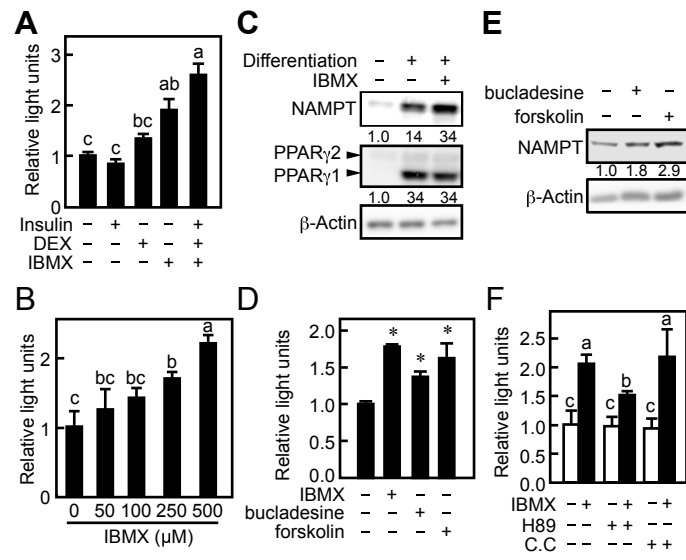 A
Relative light units
3
2
1
0
c
c
bc
ab
a
Insulin – + – – +
DEX – – + – +
IBMX – – – + +
B
Relative light units
2
1
0
c
bc
bc
b
a
0 50 100 250 500
IBMX (μM)
C
Differentiation – + +
IBMX – – +
NAMPT
1.0 14 34
PPARγ2
PPARγ1
1.0 34 34
β-Actin
D
Relative light units
2.0
1.5
1.0
0.5
0.0
*
*
*
IBMX – + – –
bucladesine – – + –
forskolin – – – +
E
bucladesine – + –
forskolin – – +
NAMPT
1.0 1.8 2.9
β-Actin
F
Relative light units
2.0
1.5
1.0
0.5
0.0
c
a
c
b
c
a
IBMX – + – + – +
H89 – – + + – –
C.C – – – – + +